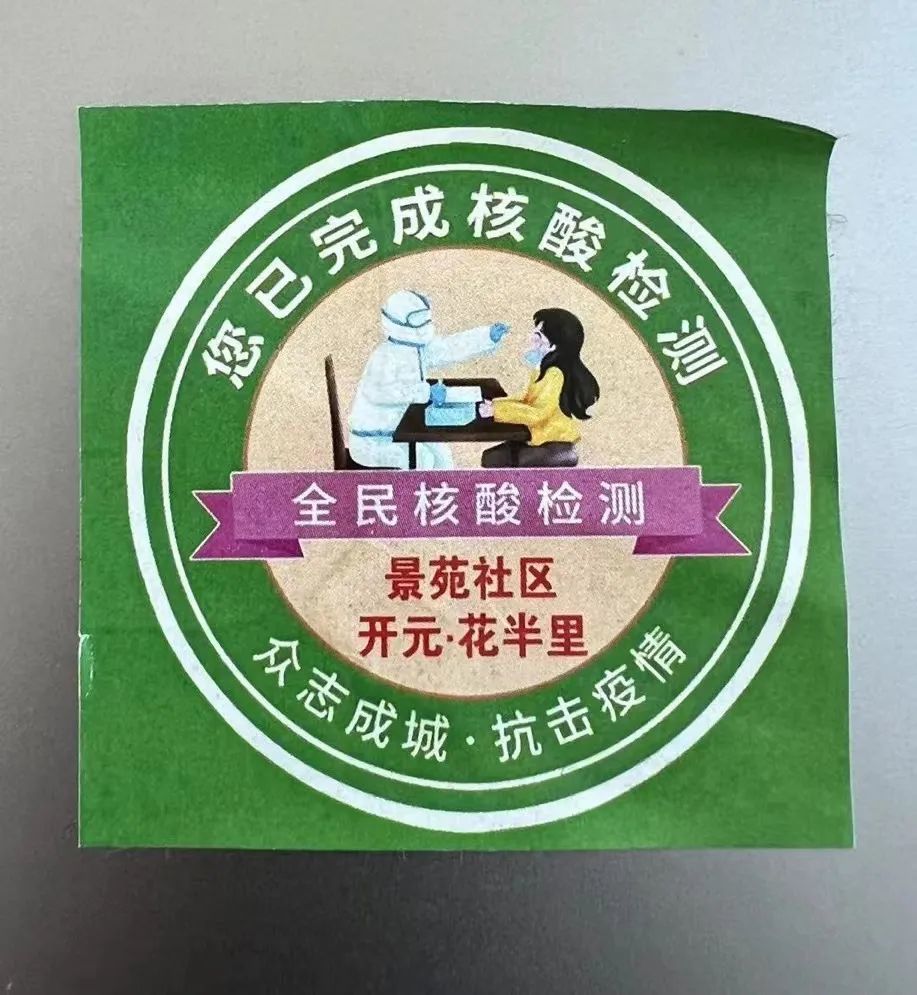 您已完成核酸检测
全民核酸检测
景苑社区
开元·花半里
众志成城·抗击疫情